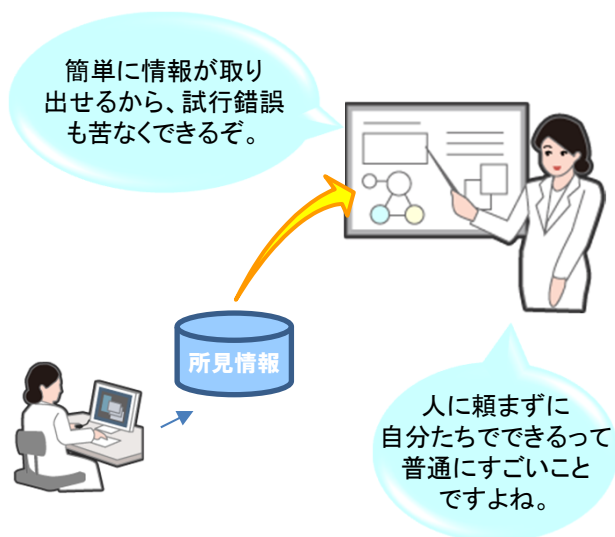 簡単に情報が取り
出せるから、試行錯誤
も苦なくできるぞ。
所見情報
人に頼まずに
自分たちでできるって
普通にすごいこと
ですよね。